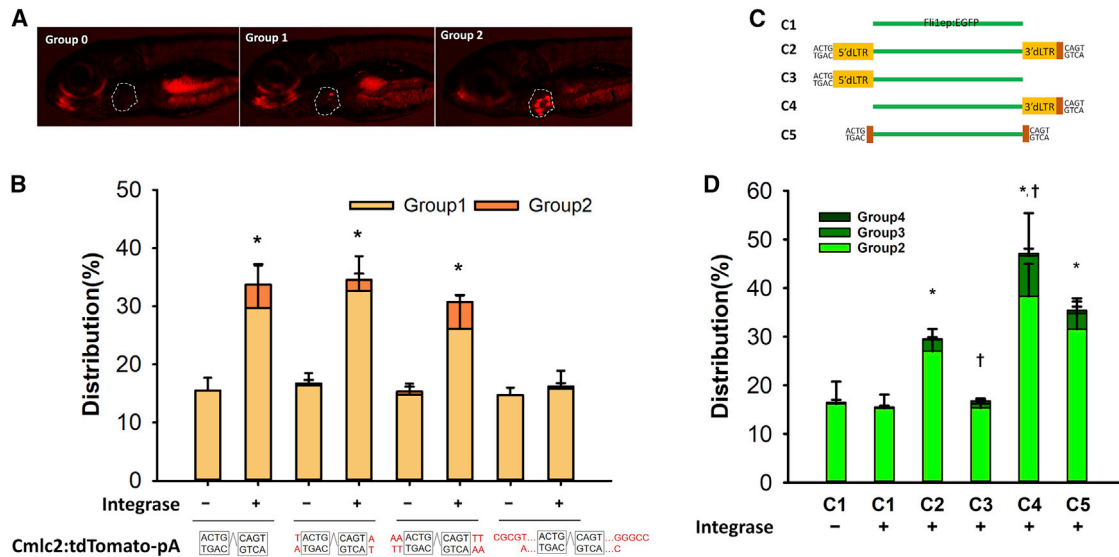 A
Group 0
Group 1
Group 2
B
50
40
30
20
10
0
Distribution(%)
Group1
Group2
*
*
*
Integrase
– + – + – + – +
Cmlc2:tdTomato-pA
ACTG CAGT
TGAC GTCA
T ACTG CAGT A
A TGAC GTCA T
AA ACTG CAGT TT
TT TGAC GTCA AA
CGCGT... ACTG CAGT ...GGGCC
A... TGAC GTCA ...C
C
C1 Fli1ep:EGFP
C2 ACTG TGAC 5'dLTR 3'dLTR CAGT GTCA
C3 ACTG TGAC 5'dLTR
C4 3'dLTR CAGT GTCA
C5 ACTG TGAC CAGT GTCA
D
60
50
40
30
20
10
0
Distribution(%)
Group4
Group3
Group2
*
†
*,†
*
C1 C1 C2 C3 C4 C5
Integrase: – + + + + +